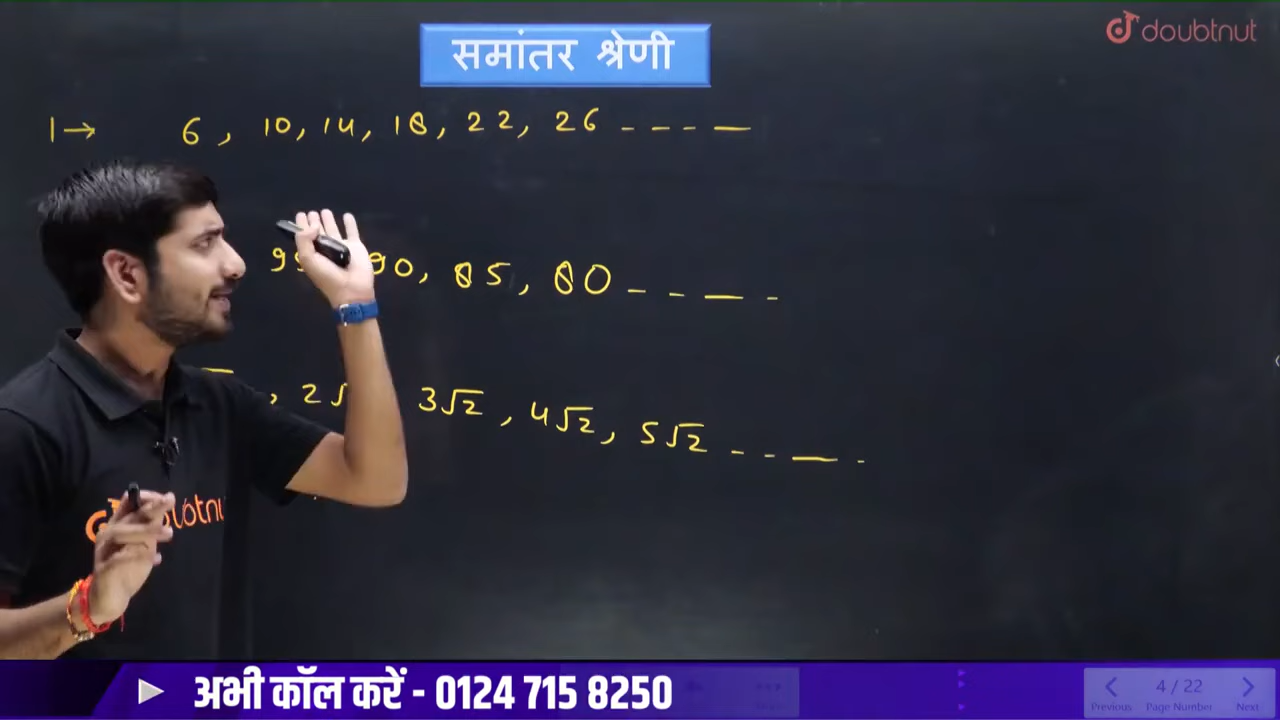 समांतर श्रेणी
doubtnut
1→ 6, 10, 14, 18, 22, 26 ----
90, 85, 80 ----
, 2√ 3√2, 4√2, 5√2 ----
अभी कॉल करें - 0124 715 8250
4 / 22
Previous Page Number Next